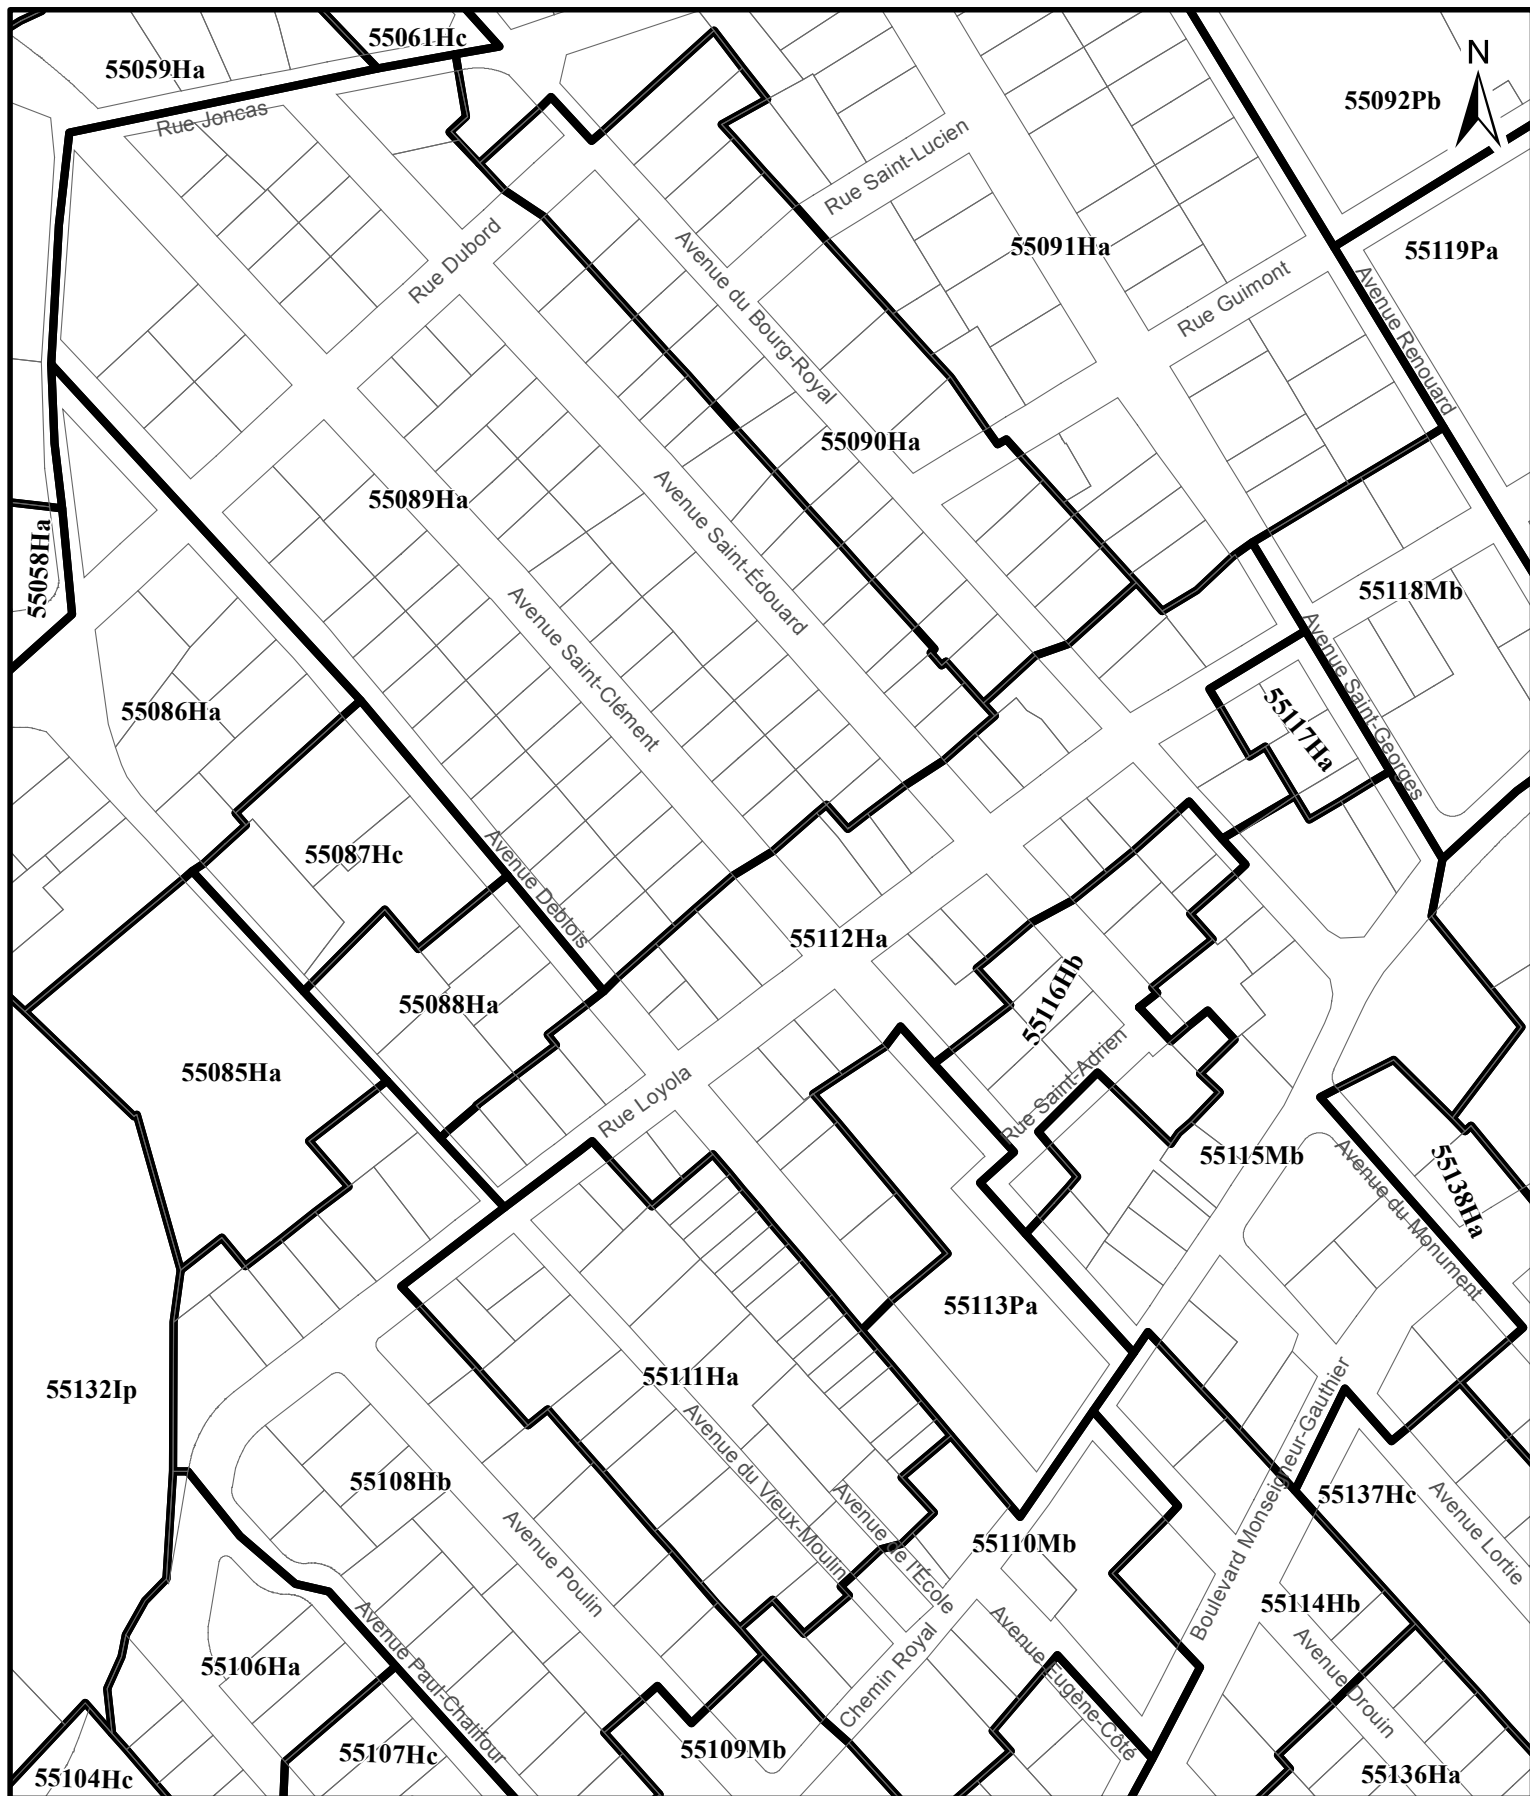 55061Hc
55059Ha
N
55092Pb
Rue Joncas
Rue Saint-Lucien
55091Ha
55119Pa
Rue Dubord
Avenue du Bourg-Royal
Rue Guimont
Avenue Renouard
55090Ha
55089Ha
Avenue Saint-Édouard
55058Ha
Avenue Saint-Clément
55118Mb
Avenue Saint-Georges
55086Ha
55117Ha
55087Hc
Avenue Deblois
55112Ha
55088Ha
55116Hb
55085Ha
Rue Loyola
Rue Saint-Adrien
55115Mb
55138Ha
Avenue du Monument
55113Pa
55132Ip
55111Ha
Boulevard Monseigneur-Gauthier
55108Hb
Avenue du Vieux-Moulin
Avenue de l'École
55137Hc
Avenue Lortie
Avenue Poulin
55110Mb
55114Hb
Avenue Paul-Chalifour
Chemin Royal
Avenue Eugène-Côté
Avenue Drouin
55106Ha
55107Hc
55109Mb
55104Hc
55136Ha